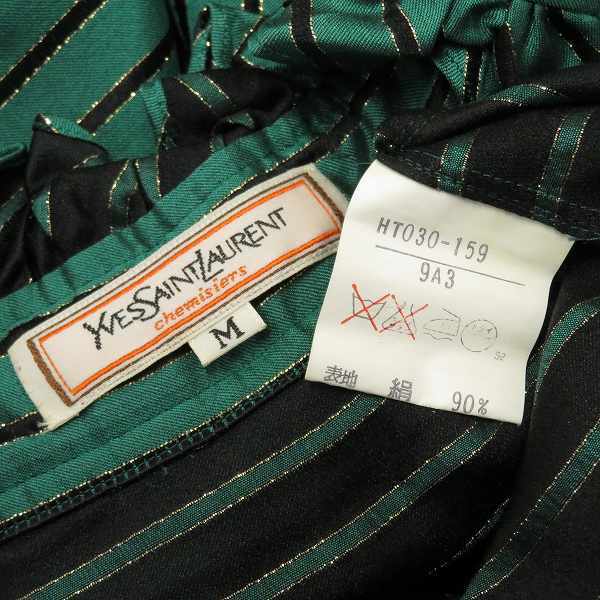 YVES SAINT LAURENT
chemisiers
M
HT030-159
9A3
表地 絹 90%